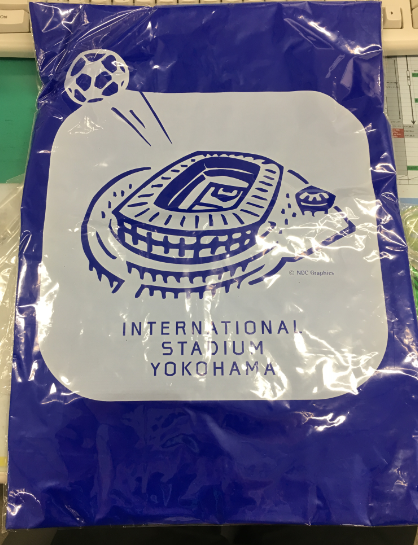 © NDC Graphics
INTERNATIONAL
STADIUM
YOKOHAMA